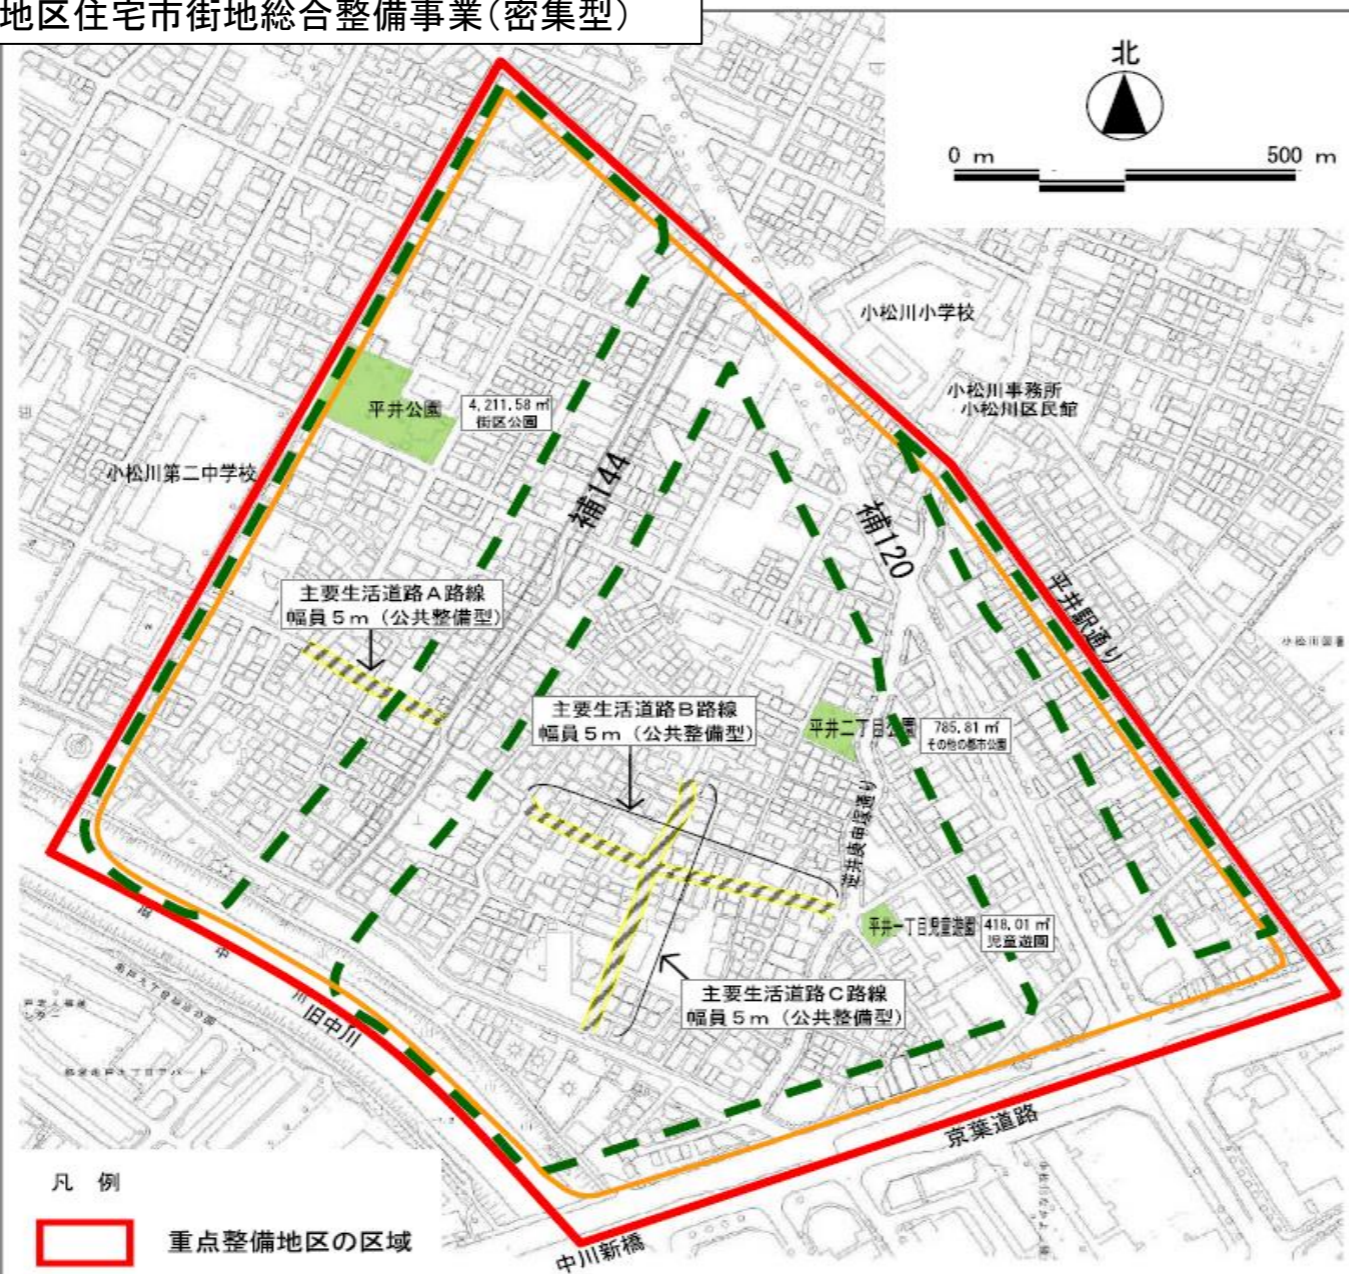 地区住宅市街地総合整備事業(密集型)
北
0 m
500 m
小松川小学校
小松川事務所
小松川区民館
平井公園
4,211.58 ㎡
街区公園
小松川第二中学校
補144
補120
平井駅通り
主要生活道路A路線
幅員5m (公共整備型)
主要生活道路B路線
幅員5m (公共整備型)
平井二丁目公園
785.81 ㎡
その他の都市公園
逆井庚申塚通り
平井一丁目児童遊園
418.01 ㎡
児童遊園
主要生活道路C路線
幅員5m (公共整備型)
旧中川
京葉道路
中川新橋
凡 例
重点整備地区の区域